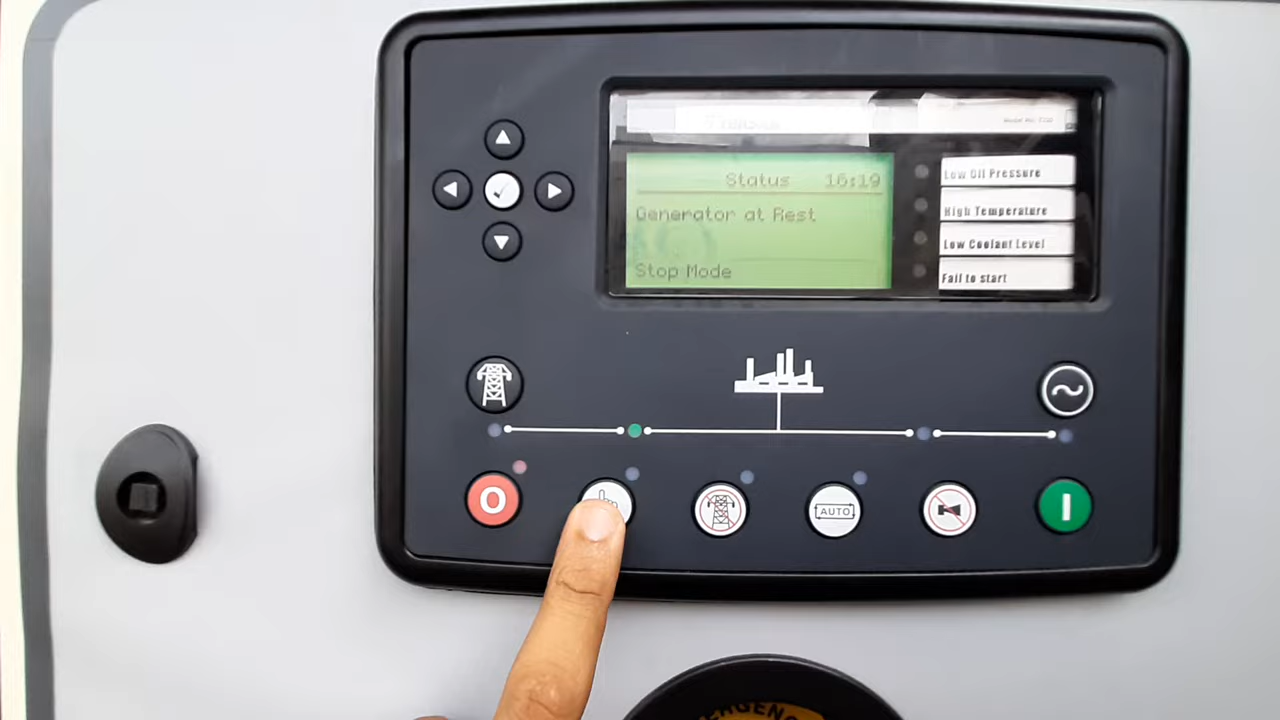 Status 16:19
Generator at Rest
Stop Mode
Low Oil Pressure
High Temperature
Low Coolant Level
Fail to start
O
AUTO
I